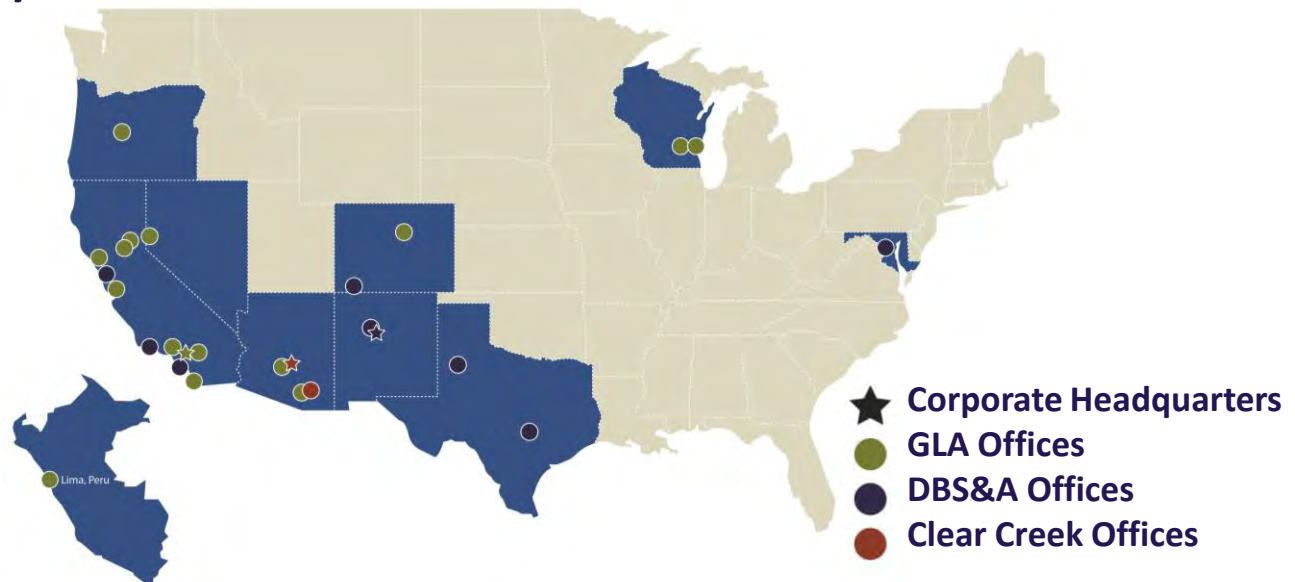 Lima, Peru
Corporate Headquarters
GLA Offices
DBS&A Offices
Clear Creek Offices